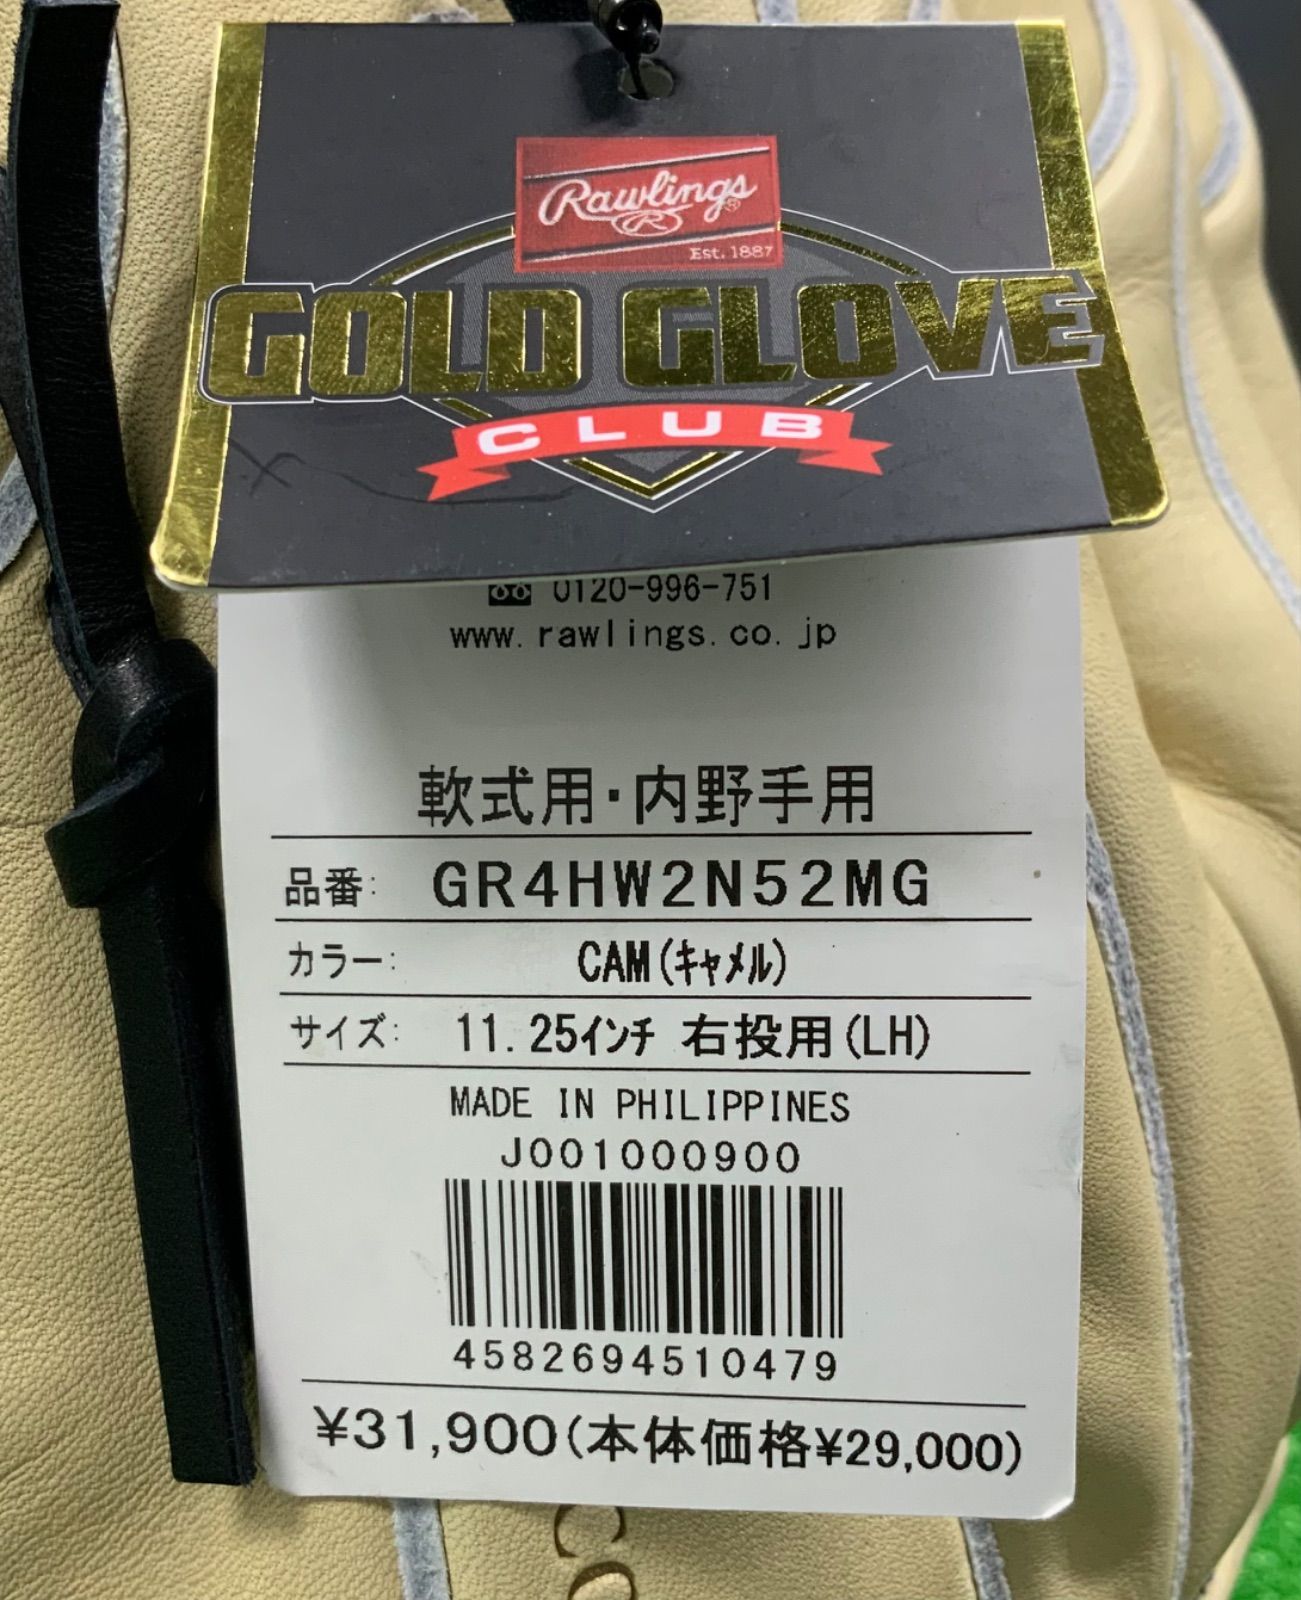 Rawlings®
R
Est. 1887
GOLD GLOVE
CLUB
0120-996-751
www.rawlings.co.jp
軟式用・内野手用
品番: GR4HW2N52MG
カラー: CAM(キャメル)
サイズ: 11.25インチ 右投用(LH)
MADE IN PHILIPPINES
J001000900
4582694510479
¥31,900(本体価格¥29,000)